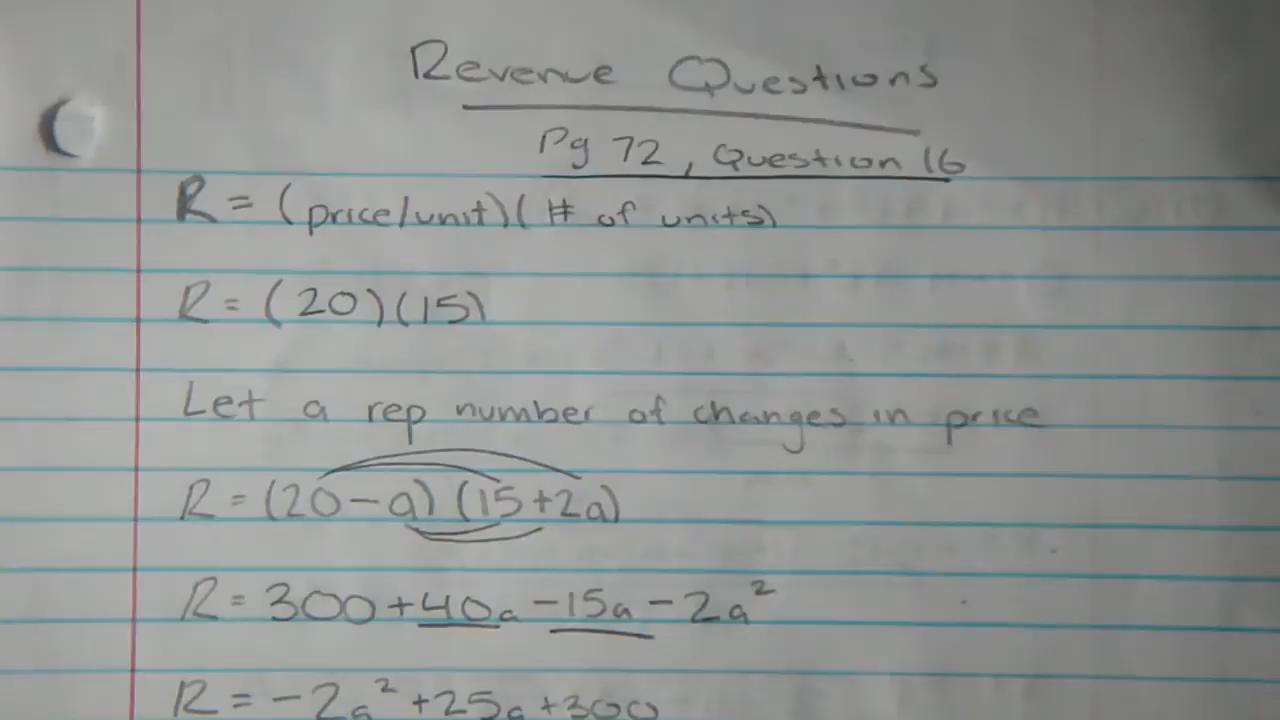 Revenue Questions
Pg 72, Question 16
R = (price/unit)(# of units)
R = (20)(15)
Let a rep number of changes in price
R = (20-a)(15+2a)
R = 300+40a-15a-2a²
R = -2a²+25a+300